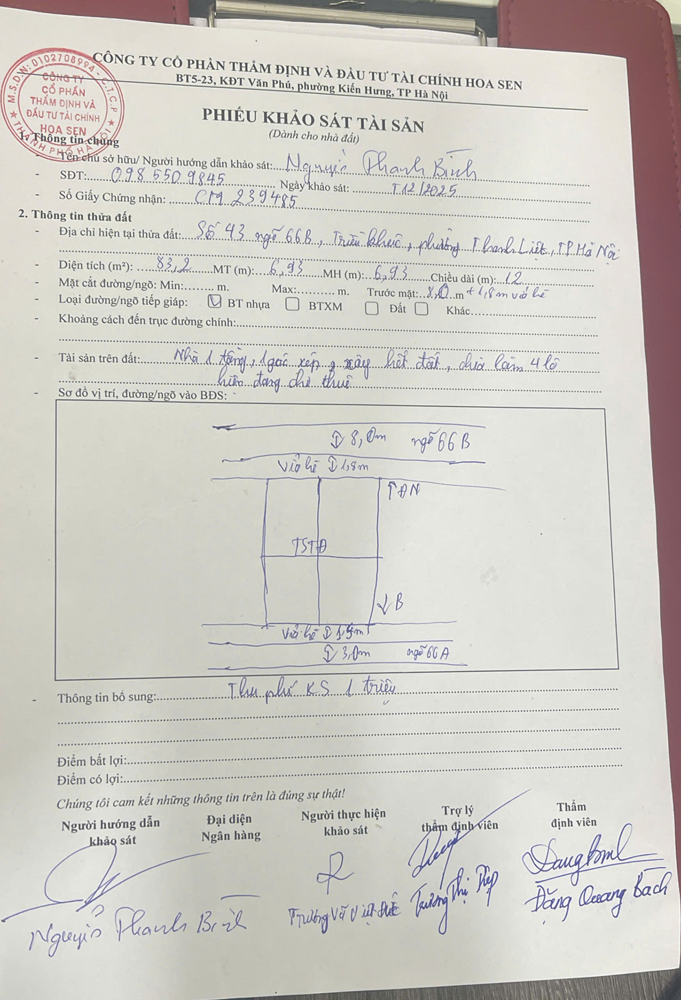 CÔNG TY CỔ PHẦN THẨM ĐỊNH VÀ ĐẦU TƯ TÀI CHÍNH HOA SEN
BT5-23, KĐT Văn Phú, phường Kiến Hưng, TP Hà Nội
M.S.D.N: 0102708994 - C.T.C.P
CÔNG TY
CỔ PHẦN
THẨM ĐỊNH VÀ
ĐẦU TƯ TÀI CHÍNH
HOA SEN
THÀNH PHỐ HÀ NỘI
PHIẾU KHẢO SÁT TÀI SẢN
(Dành cho nhà đất)
1. Thông tin chung
- Tên chủ sở hữu/ Người hướng dẫn khảo sát: Nguyễn Thanh Bình
- SĐT: 098 550 9845 Ngày khảo sát: T12/2025
- Số Giấy Chứng nhận: CM 239485
2. Thông tin thửa đất
- Địa chỉ hiện tại thửa đất: Số 43 ngõ 66B, Triều Khúc, phường Thanh Liệt, TP Hà Nội
- Diện tích (m²): 83,2 MT (m): 6,93 MH (m): 6,93 Chiều dài (m): 12
- Mặt cắt đường/ngõ: Min: m. Max: m. Trước mặt: 8,0 m + 1,8m vỉa hè
- Loại đường/ngõ tiếp giáp: BT nhựa BTXM Đất Khác
- Khoảng cách đến trục đường chính:
- Tài sản trên đất: Nhà 1 tầng, 1 gác xép, xây hết đất, chia làm 4 lô
hiện đang cho thuê
- Sơ đồ vị trí, đường/ngõ vào BĐS:
8,0m ngõ 66B
vỉa hè 1,8m
ĐN
TSTĐ
B
vỉa hè
3,0m ngõ 66A
- Thông tin bổ sung: Thu phí KS 1 triệu
Điểm bất lợi:
Điểm có lợi:
Chúng tôi cam kết những thông tin trên là đúng sự thật!
Người hướng dẫn khảo sát
Đại diện Ngân hàng
Người thực hiện khảo sát
Trợ lý thẩm định viên
Thẩm định viên
Nguyễn Thanh Bình
Trương Thị Diệp
Đặng Quang Bách